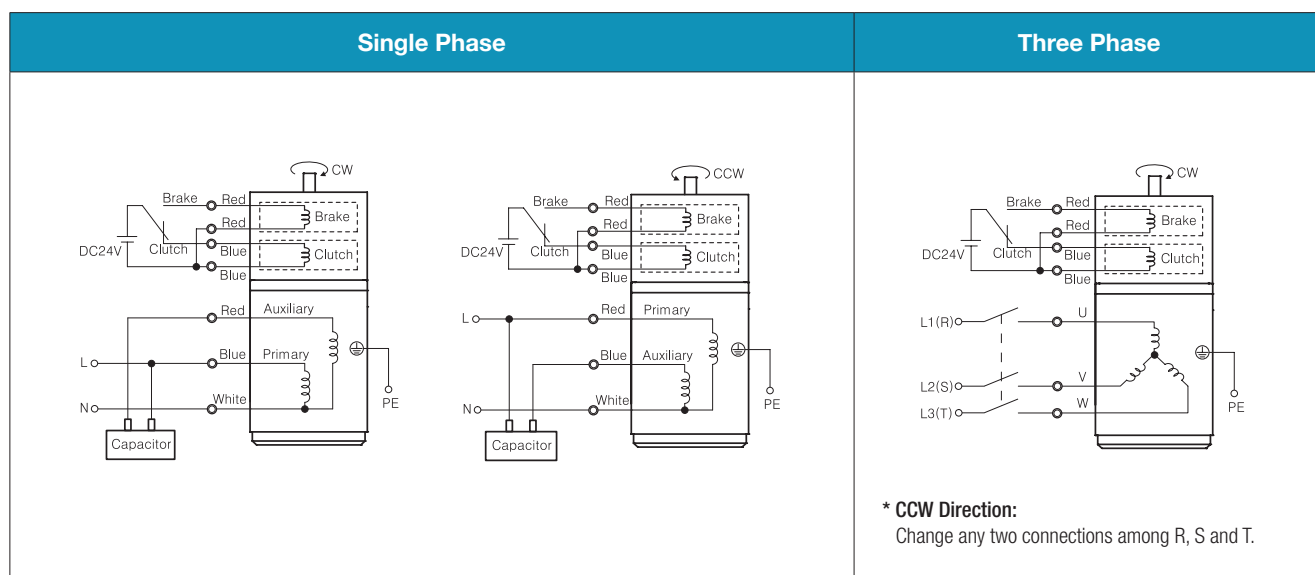 Single Phase
Three Phase
CW
Brake
Red
Brake
Red
DC24V
Clutch
Blue
Clutch
Blue
Red
Auxiliary
L
Blue
Primary
N
White
PE
Capacitor
CCW
Brake
Red
Brake
Red
DC24V
Clutch
Blue
Clutch
Blue
L
Red
Primary
Blue
Auxiliary
N
White
PE
Capacitor
CW
Brake
Red
Brake
Red
DC24V
Clutch
Blue
Clutch
Blue
L1(R)
U
L2(S)
V
L3(T)
W
PE
* CCW Direction:
Change any two connections among R, S and T.